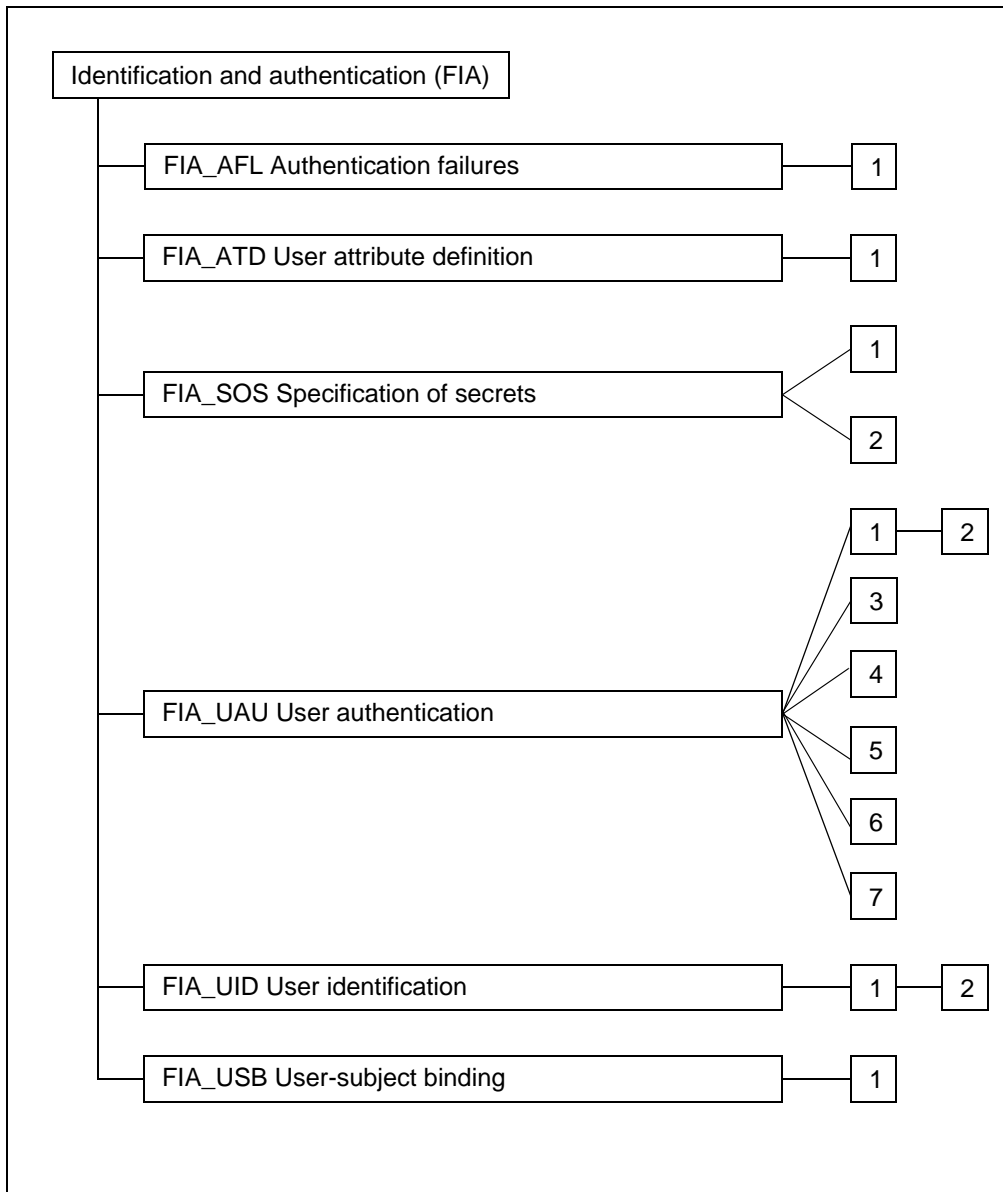 Identification and authentication (FIA)
FIA_AFL Authentication failures 1
FIA_ATD User attribute definition 1
FIA_SOS Specification of secrets
1
2
FIA_UAU User authentication
1 2
3
4
5
6
7
FIA_UID User identification 1 2
FIA_USB User-subject binding 1